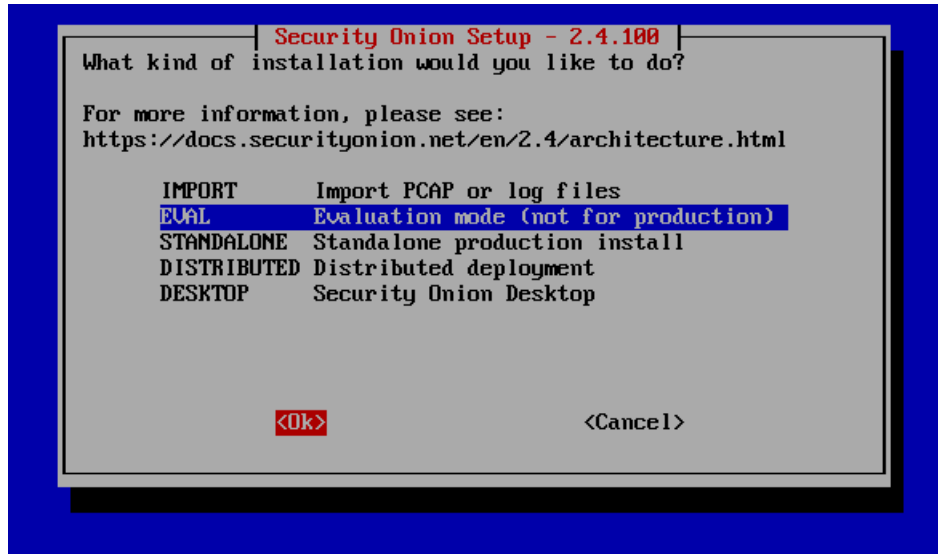 Security Onion Setup - 2.4.100
What kind of installation would you like to do?
For more information, please see:
https://docs.securityonion.net/en/2.4/architecture.html
IMPORT Import PCAP or log files
EVAL Evaluation mode (not for production)
STANDALONE Standalone production install
DISTRIBUTED Distributed deployment
DESKTOP Security Onion Desktop
<Ok> <Cancel>